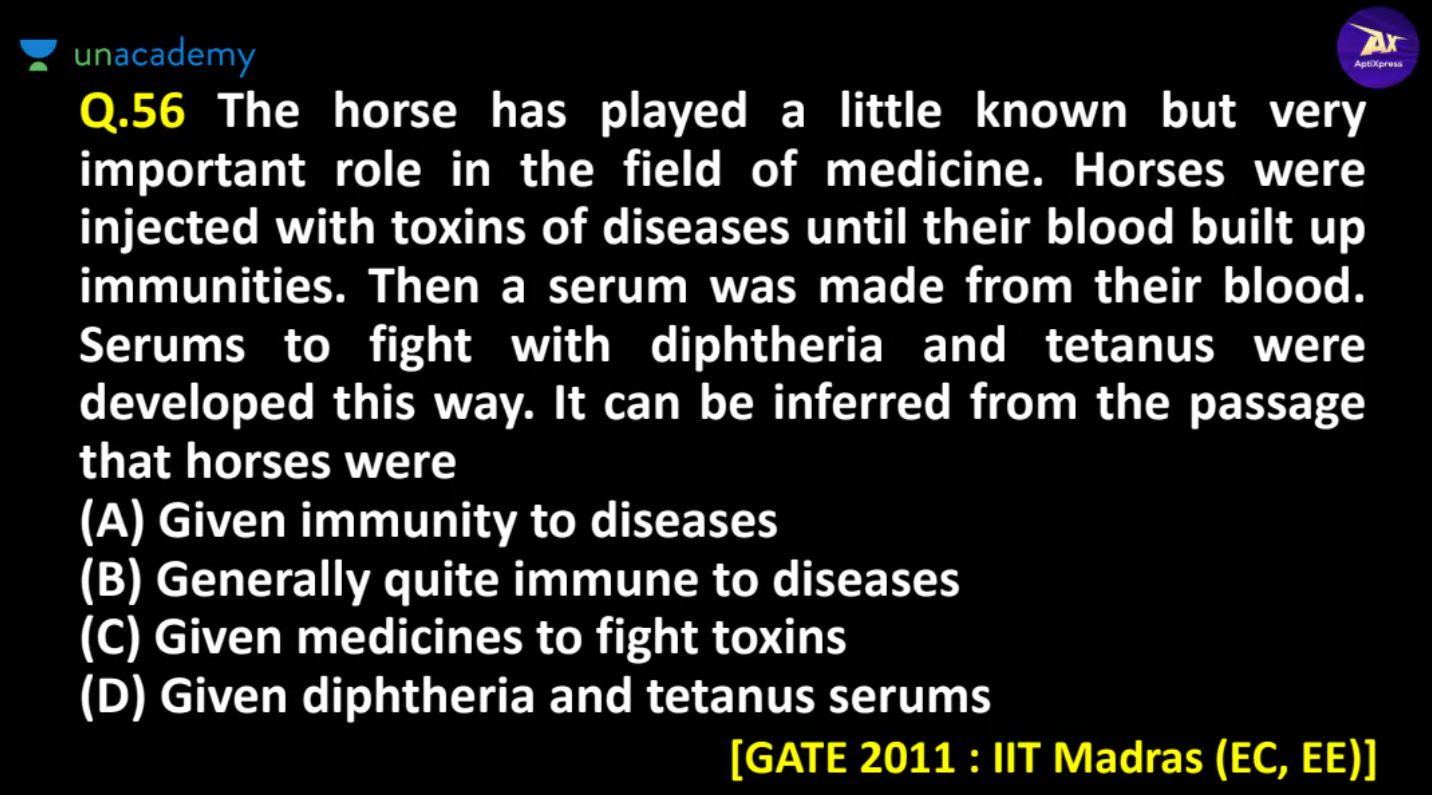 unacademy
AX
AptiXpress
Q.56 The horse has played a little known but very
important role in the field of medicine. Horses were
injected with toxins of diseases until their blood built up
immunities. Then a serum was made from their blood.
Serums to fight with diphtheria and tetanus were
developed this way. It can be inferred from the passage
that horses were
(A) Given immunity to diseases
(B) Generally quite immune to diseases
(C) Given medicines to fight toxins
(D) Given diphtheria and tetanus serums
[GATE 2011 : IIT Madras (EC, EE)]